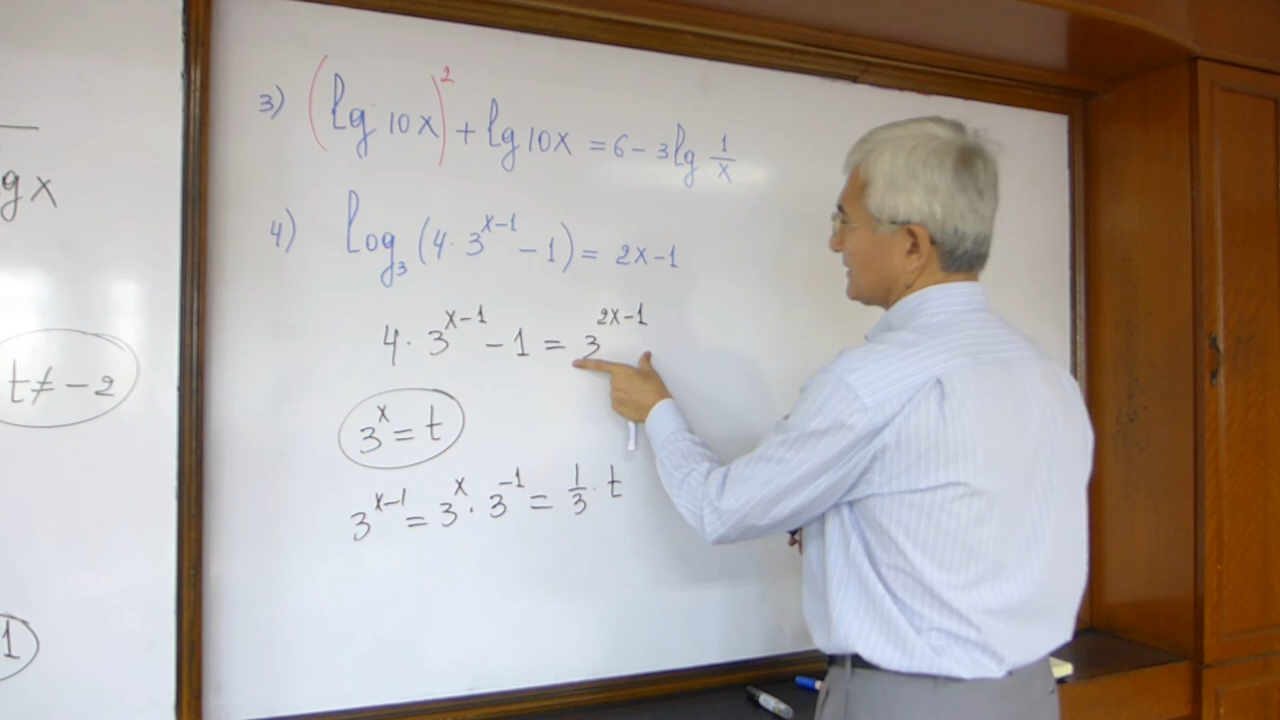 gx
t≠-2
1
3) (lg 10x)² + lg 10x = 6 - 3lg 1/x
4) log₃(4·3^(x-1) - 1) = 2x-1
4·3^(x-1) - 1 = 3^(2x-1)
3^x = t
3^(x-1) = 3^x · 3^(-1) = 1/3 · t